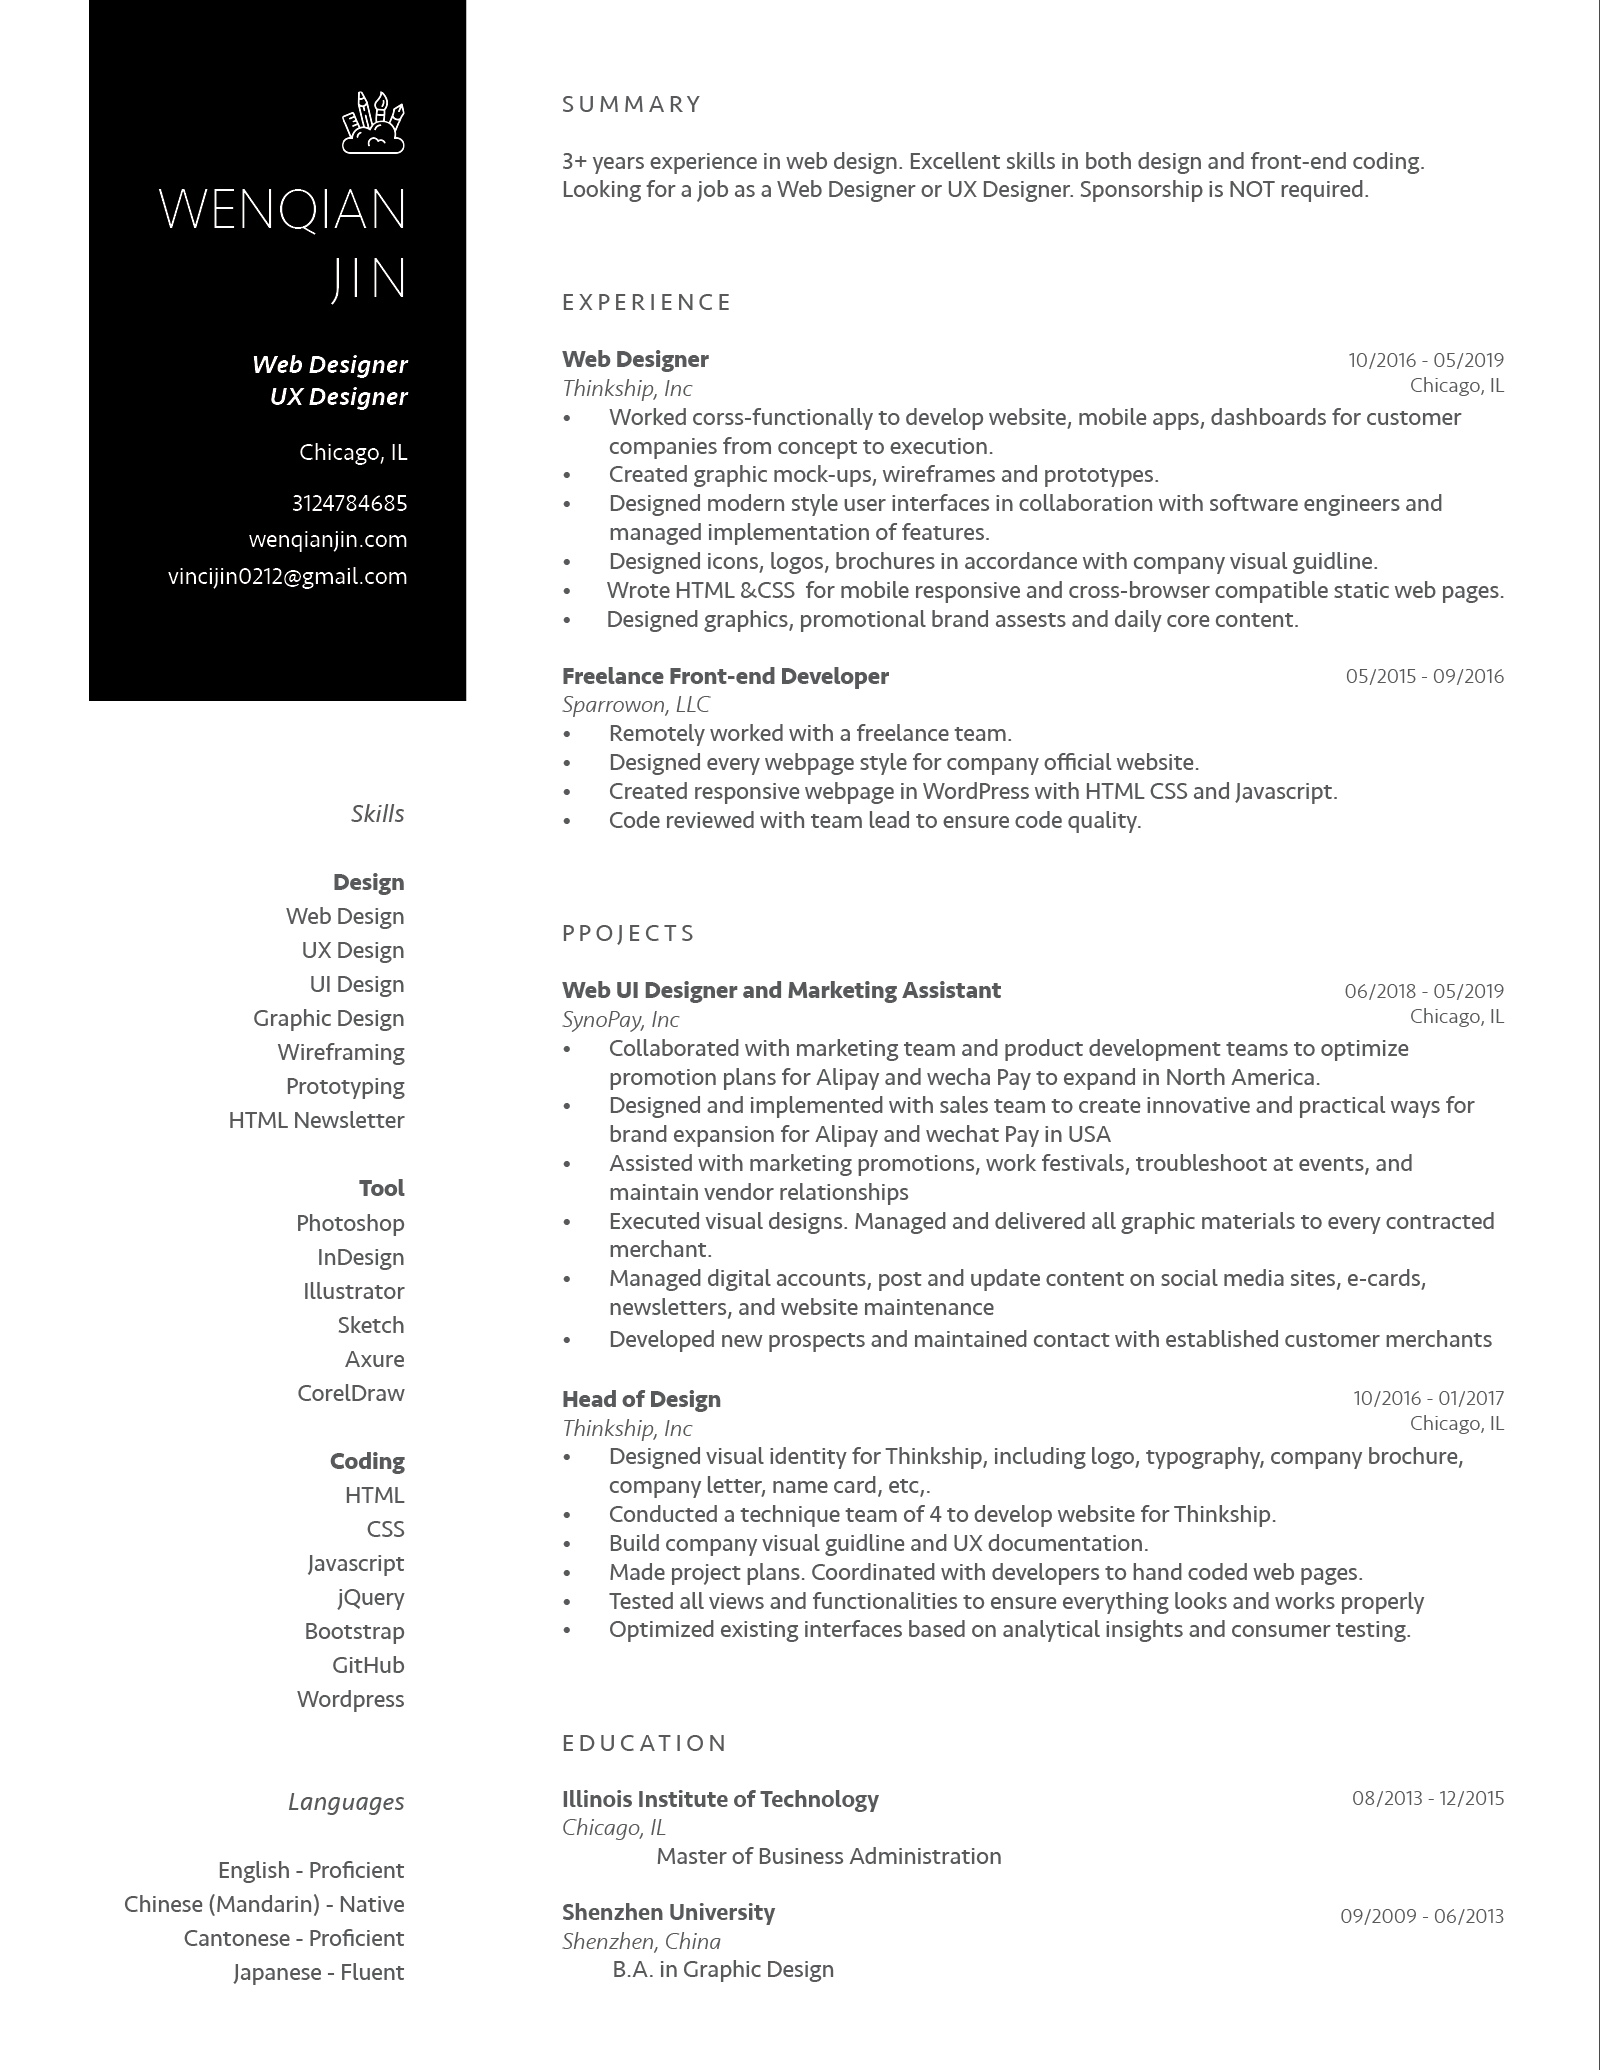 WENQIAN
JIN
Web Designer
UX Designer
Chicago, IL
3124784685
wenqianjin.com
vincijin0212@gmail.com
Skills
Design
Web Design
UX Design
UI Design
Graphic Design
Wireframing
Prototyping
HTML Newsletter
Tool
Photoshop
InDesign
Illustrator
Sketch
Axure
CorelDraw
Coding
HTML
CSS
Javascript
jQuery
Bootstrap
GitHub
Wordpress
Languages
English - Proficient
Chinese (Mandarin) - Native
Cantonese - Proficient
Japanese - Fluent
SUMMARY
3+ years experience in web design. Excellent skills in both design and front-end coding.
Looking for a job as a Web Designer or UX Designer. Sponsorship is NOT required.
EXPERIENCE
Web Designer 10/2016 - 05/2019
Thinkship, Inc Chicago, IL
• Worked corss-functionally to develop website, mobile apps, dashboards for customer
companies from concept to execution.
• Created graphic mock-ups, wireframes and prototypes.
• Designed modern style user interfaces in collaboration with software engineers and
managed implementation of features.
• Designed icons, logos, brochures in accordance with company visual guidline.
• Wrote HTML &CSS  for mobile responsive and cross-browser compatible static web pages.
• Designed graphics, promotional brand assests and daily core content.
Freelance Front-end Developer 05/2015 - 09/2016
Sparrowon, LLC
• Remotely worked with a freelance team.
• Designed every webpage style for company official website.
• Created responsive webpage in WordPress with HTML CSS and Javascript.
• Code reviewed with team lead to ensure code quality.
PPOJECTS
Web UI Designer and Marketing Assistant 06/2018 - 05/2019
SynoPay, Inc Chicago, IL
• Collaborated with marketing team and product development teams to optimize
promotion plans for Alipay and wecha Pay to expand in North America.
• Designed and implemented with sales team to create innovative and practical ways for
brand expansion for Alipay and wechat Pay in USA
• Assisted with marketing promotions, work festivals, troubleshoot at events, and
maintain vendor relationships
• Executed visual designs. Managed and delivered all graphic materials to every contracted
merchant.
• Managed digital accounts, post and update content on social media sites, e-cards,
newsletters, and website maintenance
• Developed new prospects and maintained contact with established customer merchants
Head of Design 10/2016 - 01/2017
Thinkship, Inc Chicago, IL
• Designed visual identity for Thinkship, including logo, typography, company brochure,
company letter, name card, etc,.
• Conducted a technique team of 4 to develop website for Thinkship.
• Build company visual guidline and UX documentation.
• Made project plans. Coordinated with developers to hand coded web pages.
• Tested all views and functionalities to ensure everything looks and works properly
• Optimized existing interfaces based on analytical insights and consumer testing.
EDUCATION
Illinois Institute of Technology 08/2013 - 12/2015
Chicago, IL
Master of Business Administration
Shenzhen University 09/2009 - 06/2013
Shenzhen, China
B.A. in Graphic Design